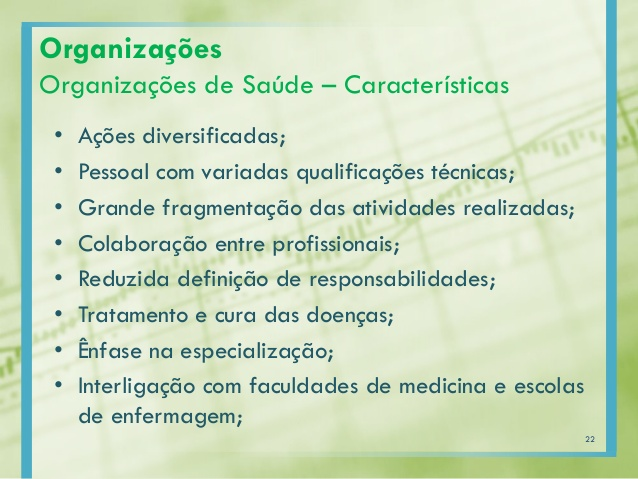 Organizações
Organizações de Saúde – Características
• Ações diversificadas;
• Pessoal com variadas qualificações técnicas;
• Grande fragmentação das atividades realizadas;
• Colaboração entre profissionais;
• Reduzida definição de responsabilidades;
• Tratamento e cura das doenças;
• Ênfase na especialização;
• Interligação com faculdades de medicina e escolas
de enfermagem;
22